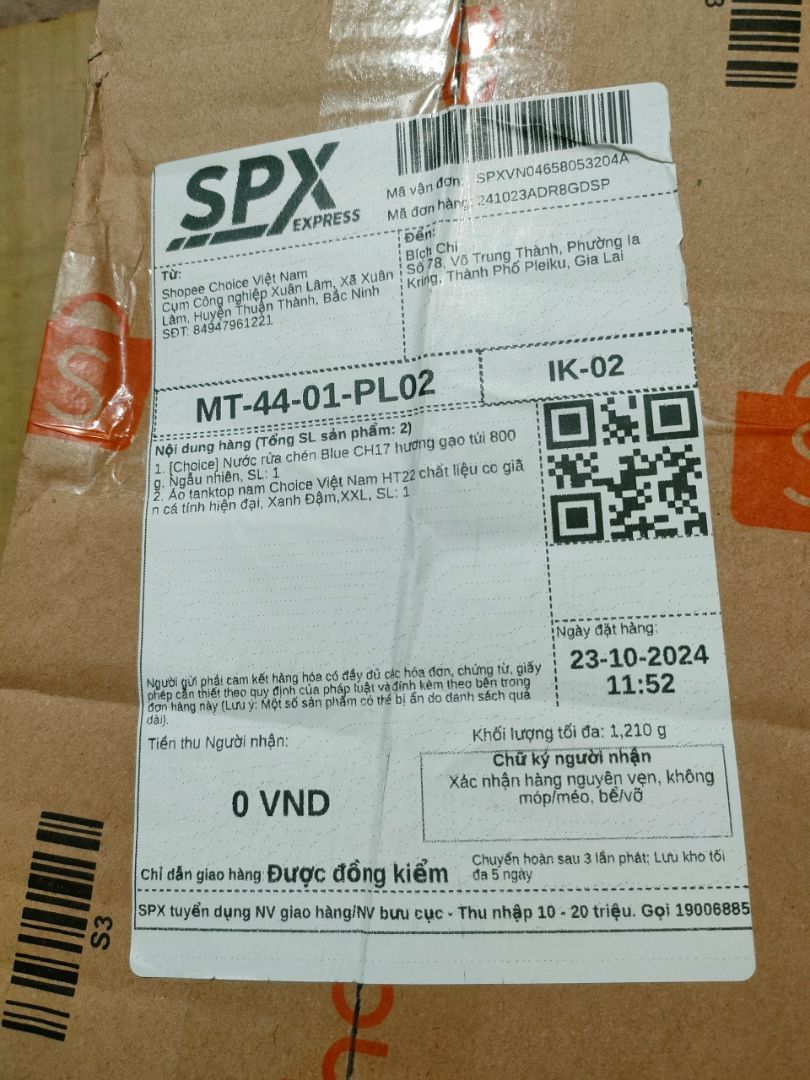 SPX
EXPRESS
Mã vận đơn: SPXVN04658053204A
Mã đơn hàng: 241023ADR8GDSP
Từ:
Shopee Choice Việt Nam
Cụm Công nghiệp Xuân Lâm, Xã Xuân
Lâm, Huyện Thuận Thành, Bắc Ninh
SĐT: 84947961221
Đến:
Bích Chi
Số 78, Võ Trung Thành, Phường Ia
Kring, Thành Phố Pleiku, Gia Lai
MT-44-01-PL02
IK-02
Nội dung hàng (Tổng SL sản phẩm: 2)
1. [Choice] Nước rửa chén Blue CH17 hương gạo túi 800
g, Ngẫu nhiên, SL: 1
2. Áo tanktop nam Choice Việt Nam HT22 chất liệu co giã
n cá tính hiện đại, Xanh Đậm,XXL, SL: 1
Ngày đặt hàng:
23-10-2024
11:52
Người gửi phải cam kết hàng hóa có đầy đủ các hóa đơn, chứng từ, giấy
phép cần thiết theo quy định của pháp luật và đính kèm theo bên trong
đơn hàng này (Lưu ý: Một số sản phẩm có thể bị ẩn do danh sách quá
dài).
Tiền thu Người nhận:
0 VND
Khối lượng tối đa: 1,210 g
Chữ ký người nhận
Xác nhận hàng nguyên vẹn, không
móp/méo, bể/vỡ
Chỉ dẫn giao hàng: Được đồng kiểm
Chuyển hoàn sau 3 lần phát; Lưu kho tối
đa 5 ngày
SPX tuyển dụng NV giao hàng/NV bưu cục - Thu nhập 10 - 20 triệu. Gọi 19006885
S3